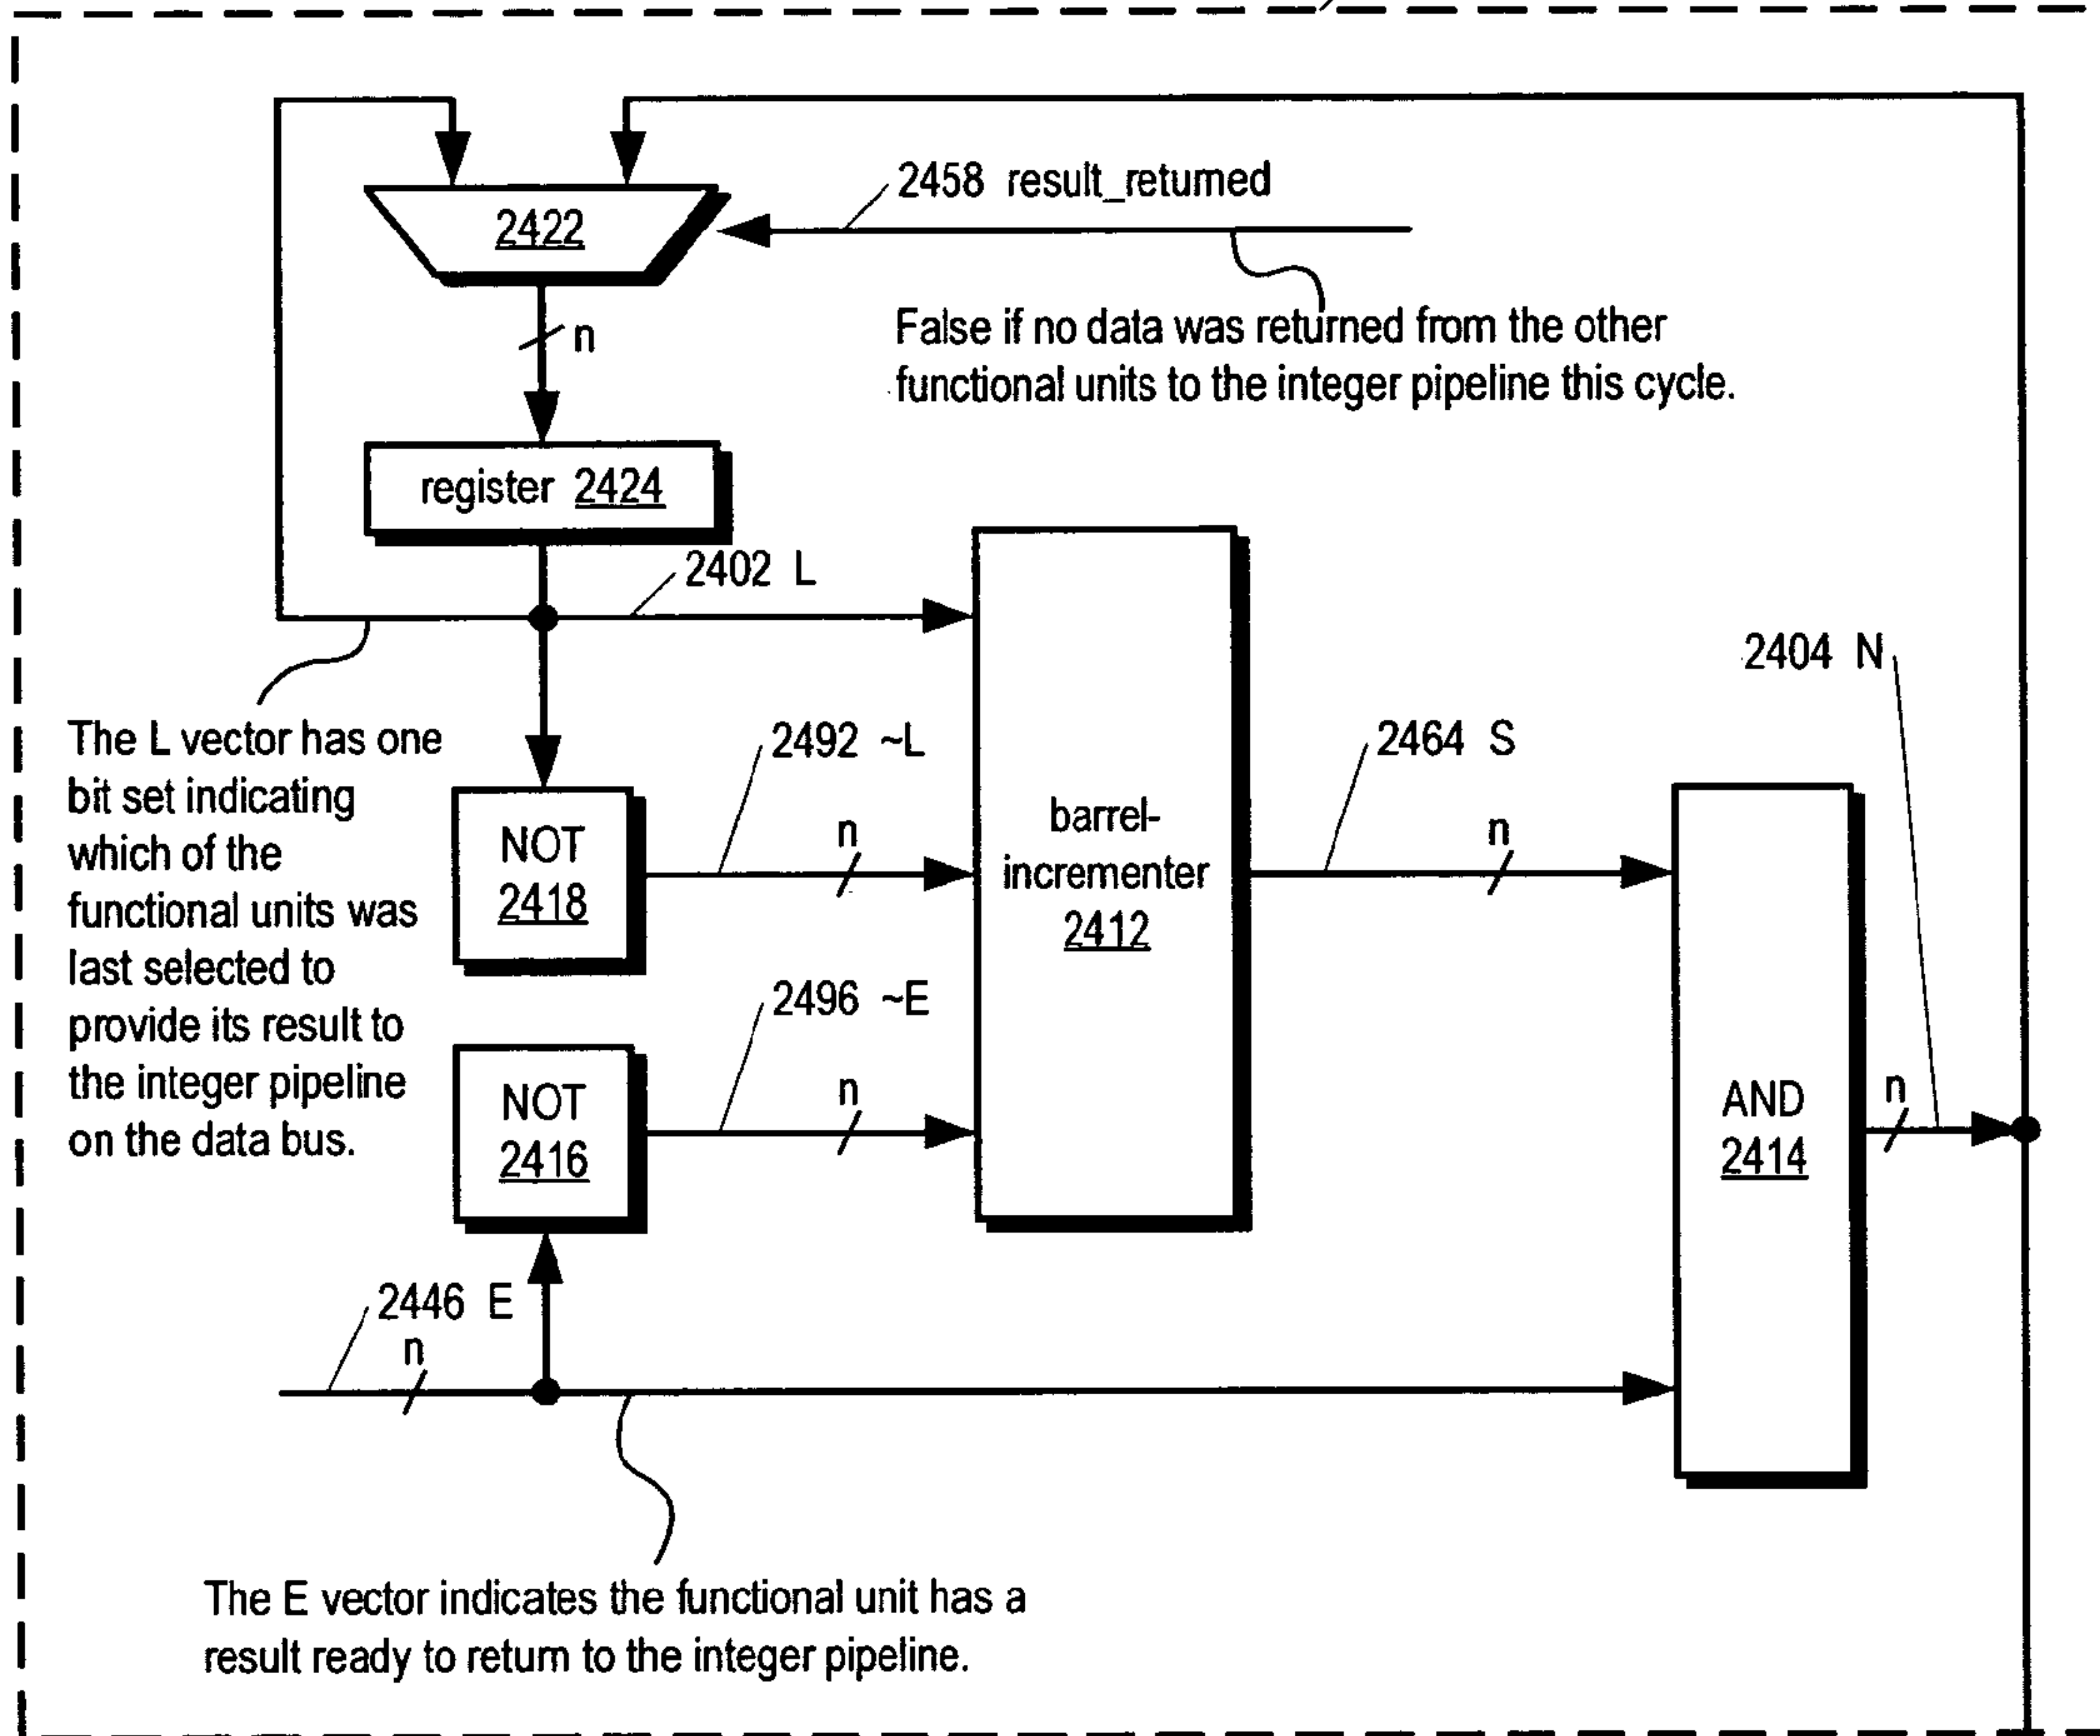 2458 result_returned
2422
False if no data was returned from the other
functional units to the integer pipeline this cycle.
n
register 2424
2402 L
2404 N
The L vector has one
bit set indicating
which of the
functional units was
last selected to
provide its result to
the integer pipeline
on the data bus.
2492 ~L
2464 S
n
n
NOT
2418
barrel-
incrementer
2412
2496 ~E
n
n
NOT
2416
AND
2414
2446 E
n
The E vector indicates the functional unit has a
result ready to return to the integer pipeline.